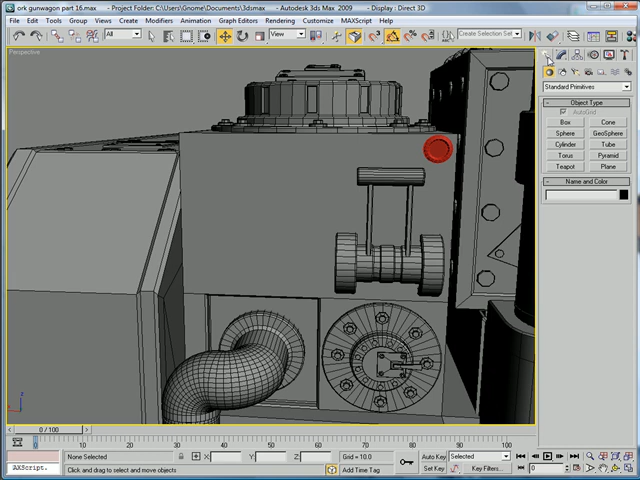 ork gunwagon part 16.max - Project Folder: C:\Users\Gnome\Documents\3dsmax - Autodesk 3ds Max 2009 - Display : Direct 3D
File Edit Tools Group Views Create Modifiers Animation Graph Editors Rendering Customize MAXScript Help
All View Create Selection Set
Perspective
Standard Primitives
- Object Type
AutoGrid
Box Cone
Sphere GeoSphere
Cylinder Tube
Torus Pyramid
Teapot Plane
- Name and Color
z
< 0 / 100 >
0 10 20 30 40 50 60 70 80 90 100
None Selected X: Y: Z: Grid = 10.0 Auto Key Selected
AXScript. Click and drag to select and move objects Add Time Tag Set Key Key Filters... 0